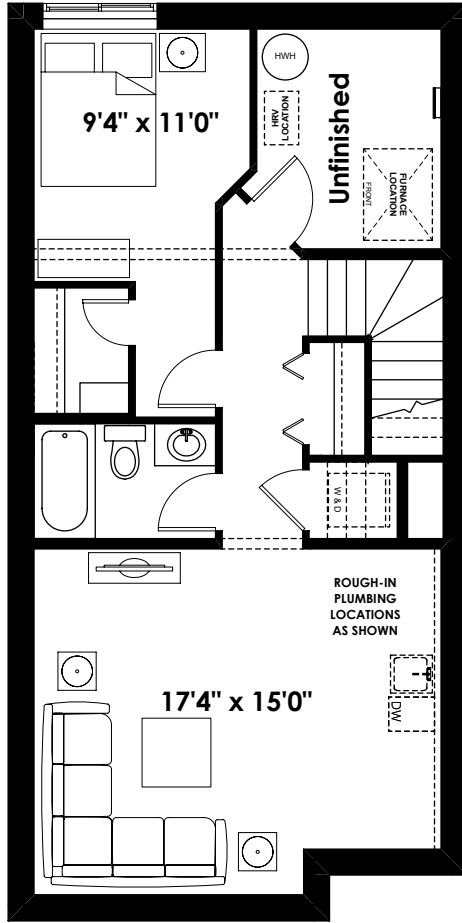 HWH
9'4" x 11'0"
HRV
LOCATION
Unfinished
FURNACE
LOCATION
FRONT
W & D
ROUGH-IN
PLUMBING
LOCATIONS
AS SHOWN
17'4" x 15'0"
DW